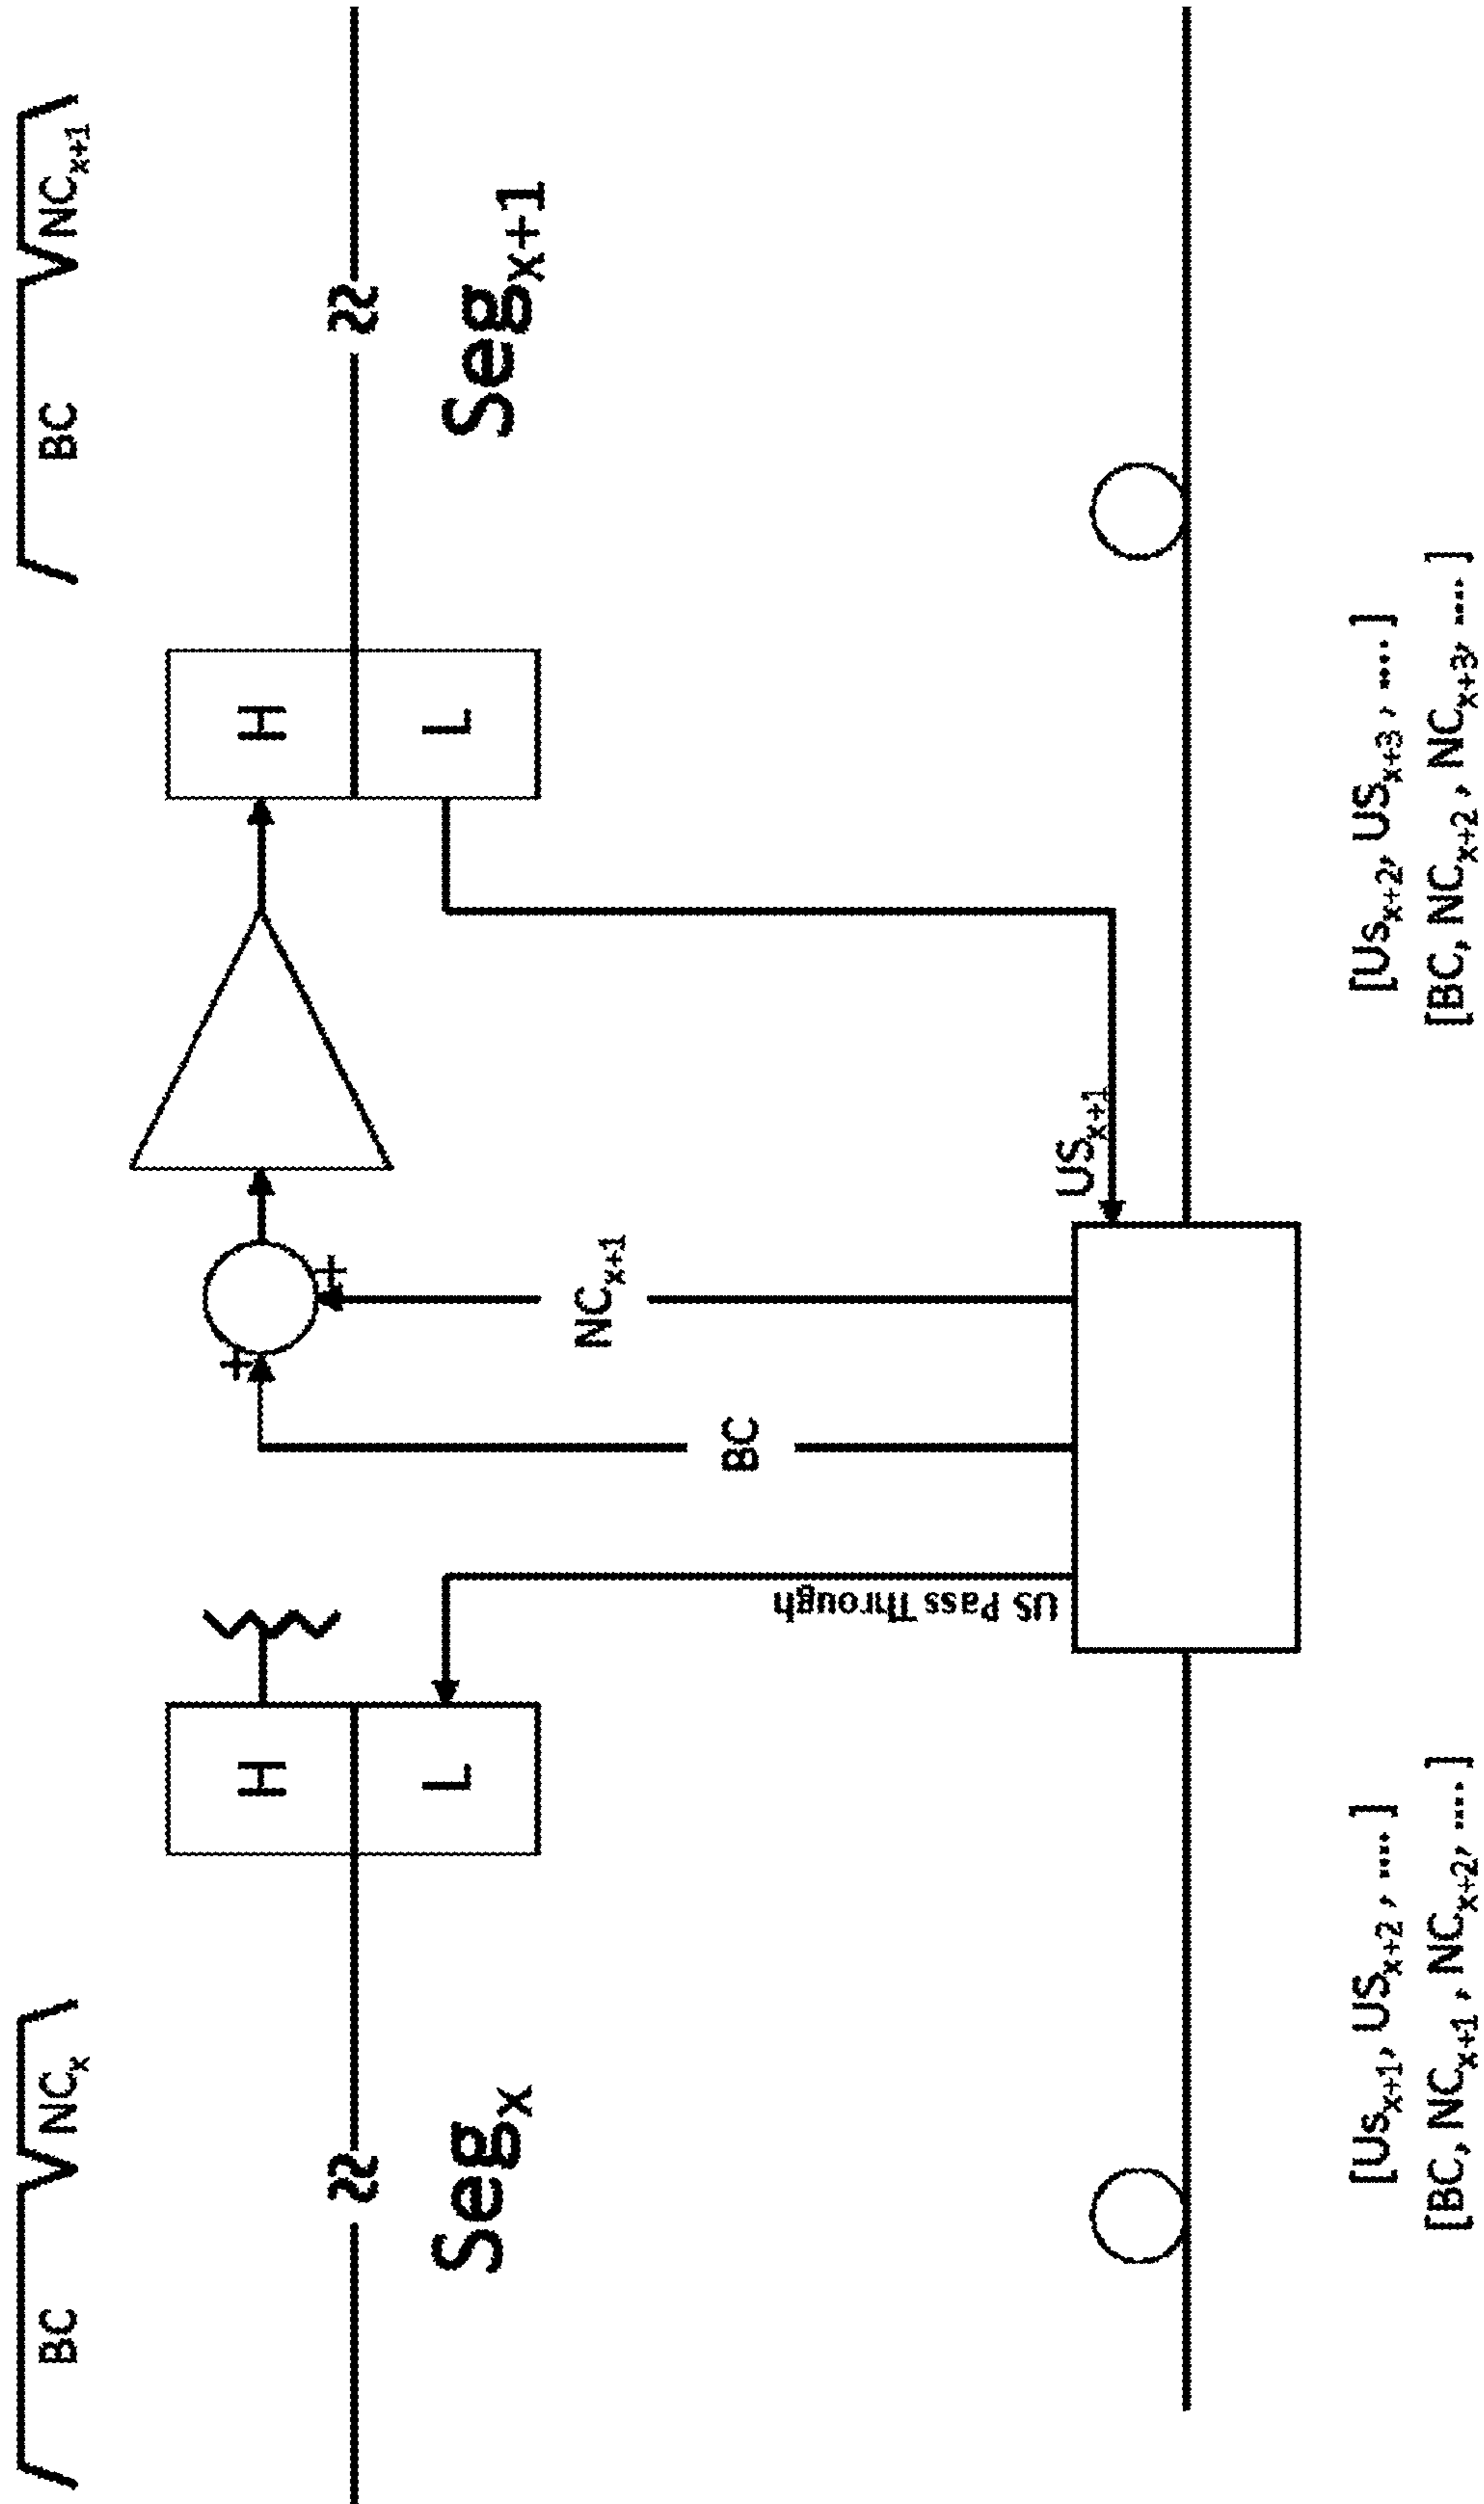 BC NCₓ
BC NCₓ₊₁
H
H
L
L
Segₓ
Segₓ₊₁
BC
NCₓ₊₁
US Pass Through
USₓ₊₁
[Usₓ₊₁, USₓ₊₂ , .... ]
[BC, NCₓ₊₁ , NCₓ₊₂, .... ]
[Usₓ₊₂, USₓ₊₃ , .... ]
[BC, NCₓ₊₂ , NCₓ₊₃, .... ]
+
+